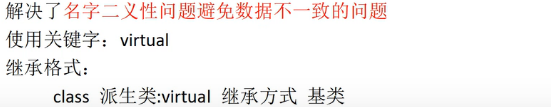 解决了名字二义性问题避免数据不一致的问题
使用关键字：virtual
继承格式：
class 派生类:virtual 继承方式 基类